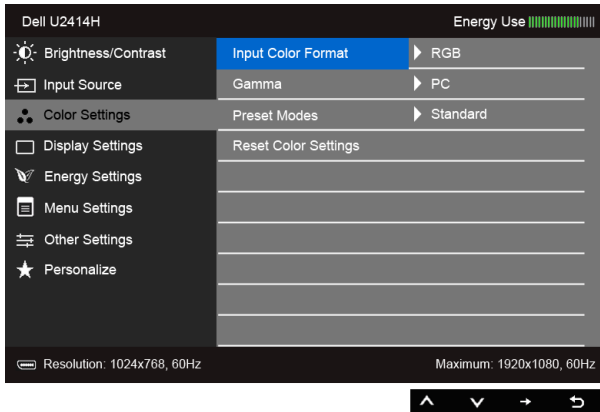 Dell U2414H Energy Use
Brightness/Contrast Input Color Format RGB
Input Source Gamma PC
Color Settings Preset Modes Standard
Display Settings Reset Color Settings
Energy Settings
Menu Settings
Other Settings
Personalize
Resolution: 1024x768, 60Hz Maximum: 1920x1080, 60Hz